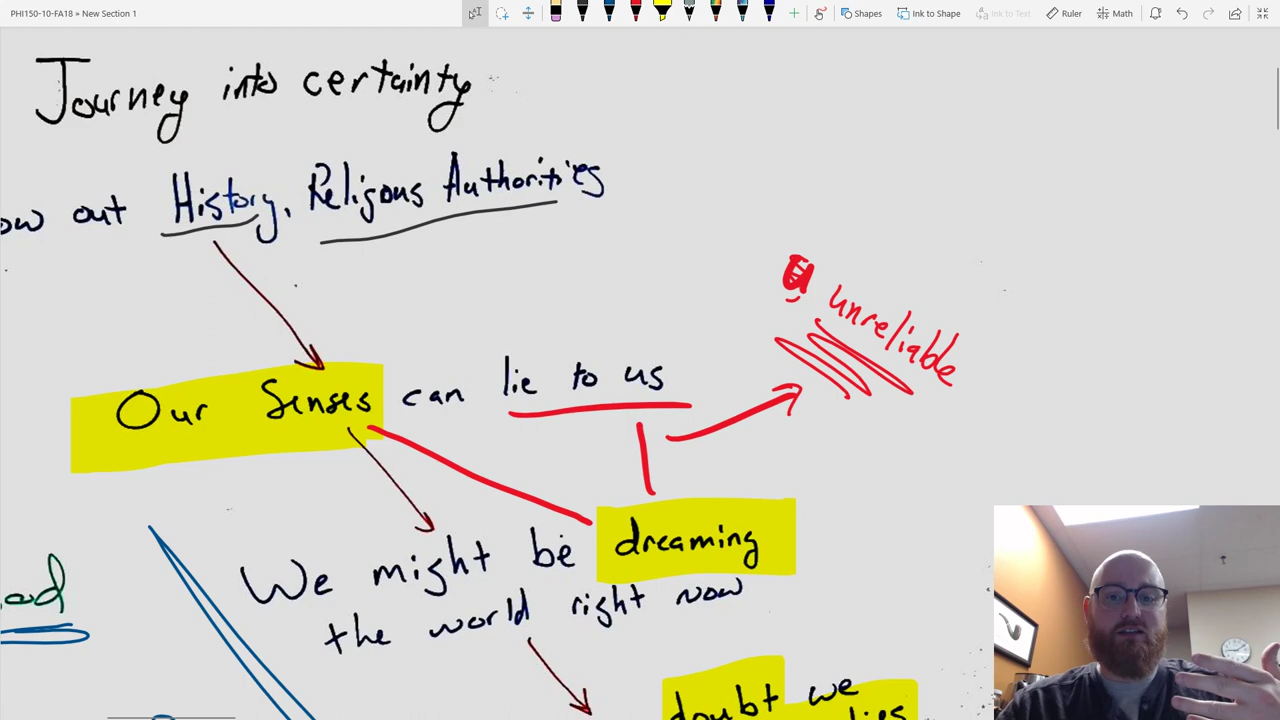 PHI150-10-FA18 » New Section 1
Shapes Ink to Shape Ink to Text Ruler Math
Journey into certainty
ow out History, Religous Authorities
unreliable
Our Senses can lie to us
We might be dreaming
the world right now
ead
doubt we
lies